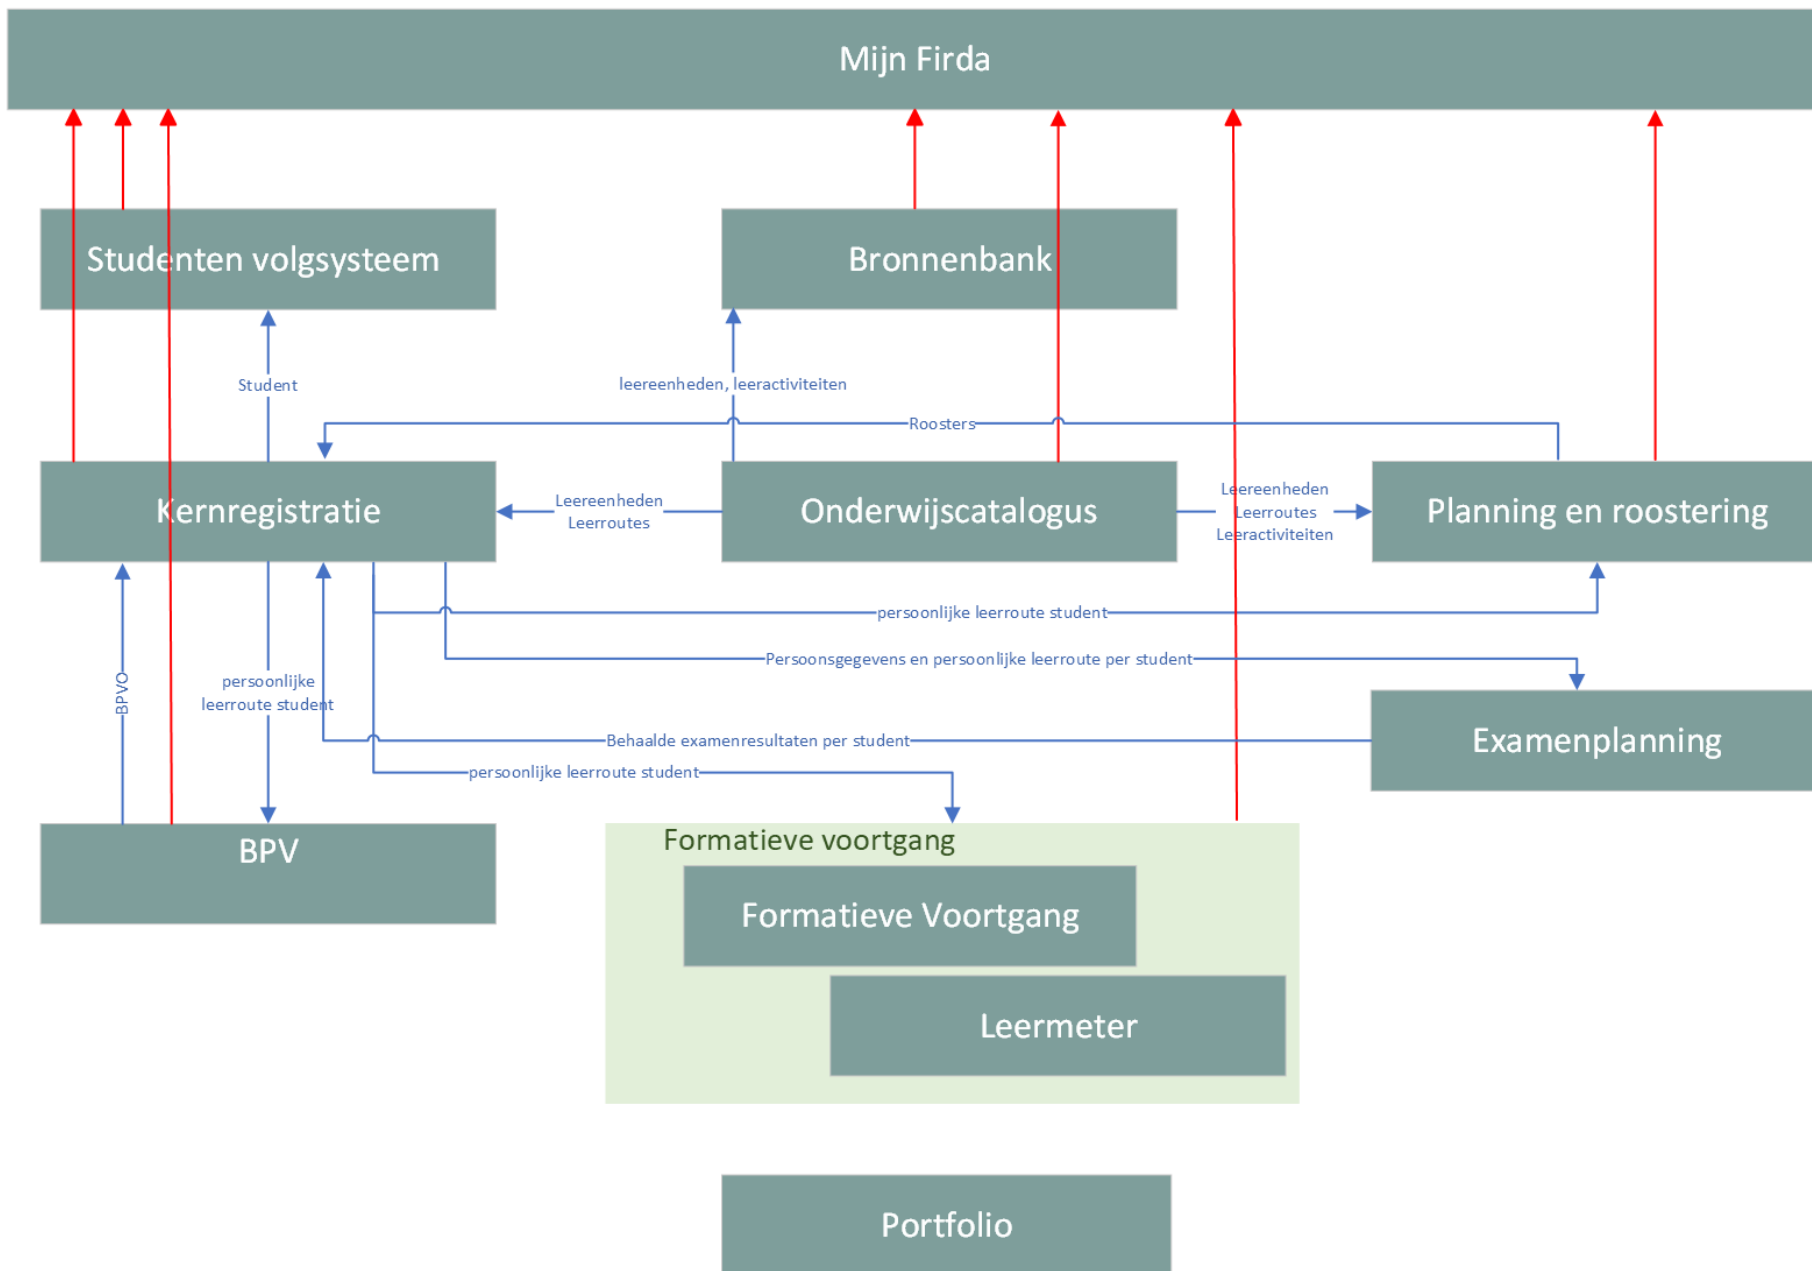 Mijn Firda
Studenten volgsysteem
Bronnenbank
Student
leereenheden, leeractiviteiten
Roosters
Kernregistratie
Leereenheden
Leerroutes
Onderwijscatalogus
Leereenheden
Leerroutes
Leeractiviteiten
Planning en roostering
persoonlijke leerroute student
Persoonsgegevens en persoonlijke leerroute per student
BPVO
persoonlijke
leerroute student
Behaalde examenresultaten per student
Examenplanning
persoonlijke leerroute student
BPV
Formatieve voortgang
Formatieve Voortgang
Leermeter
Portfolio